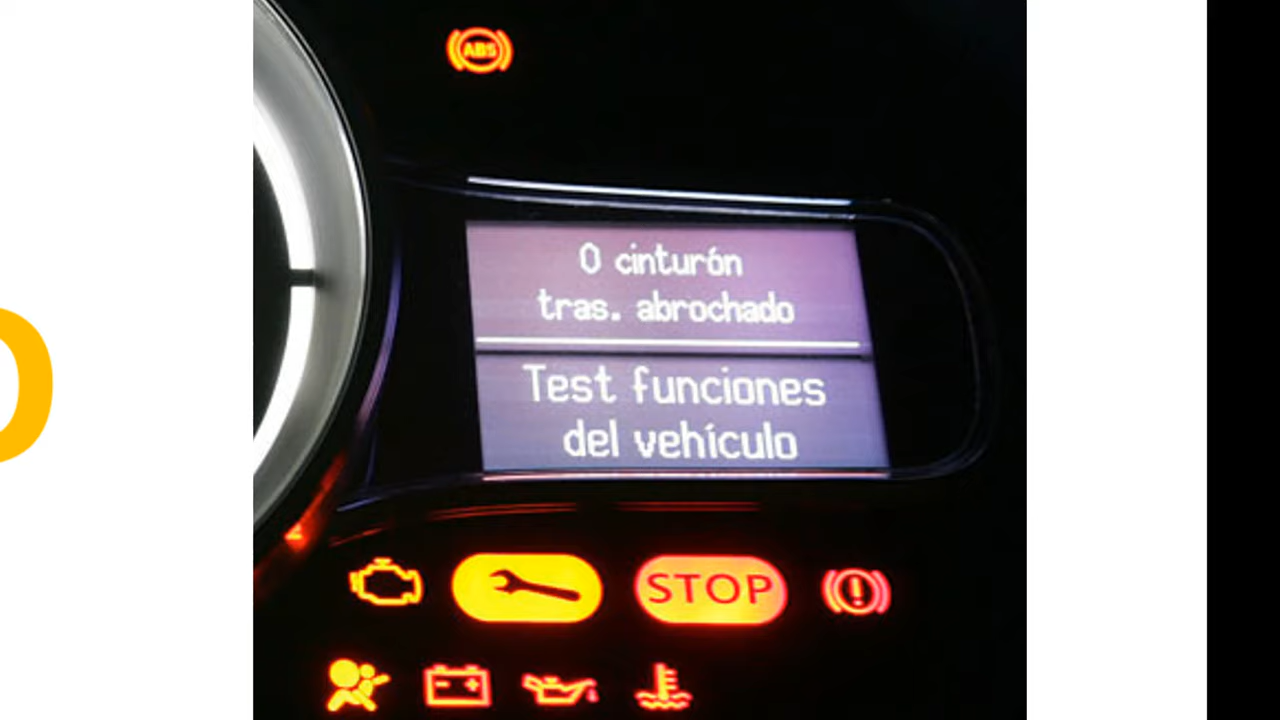 ABS
0 cinturón
tras. abrochado
Test funciones
del vehículo
STOP